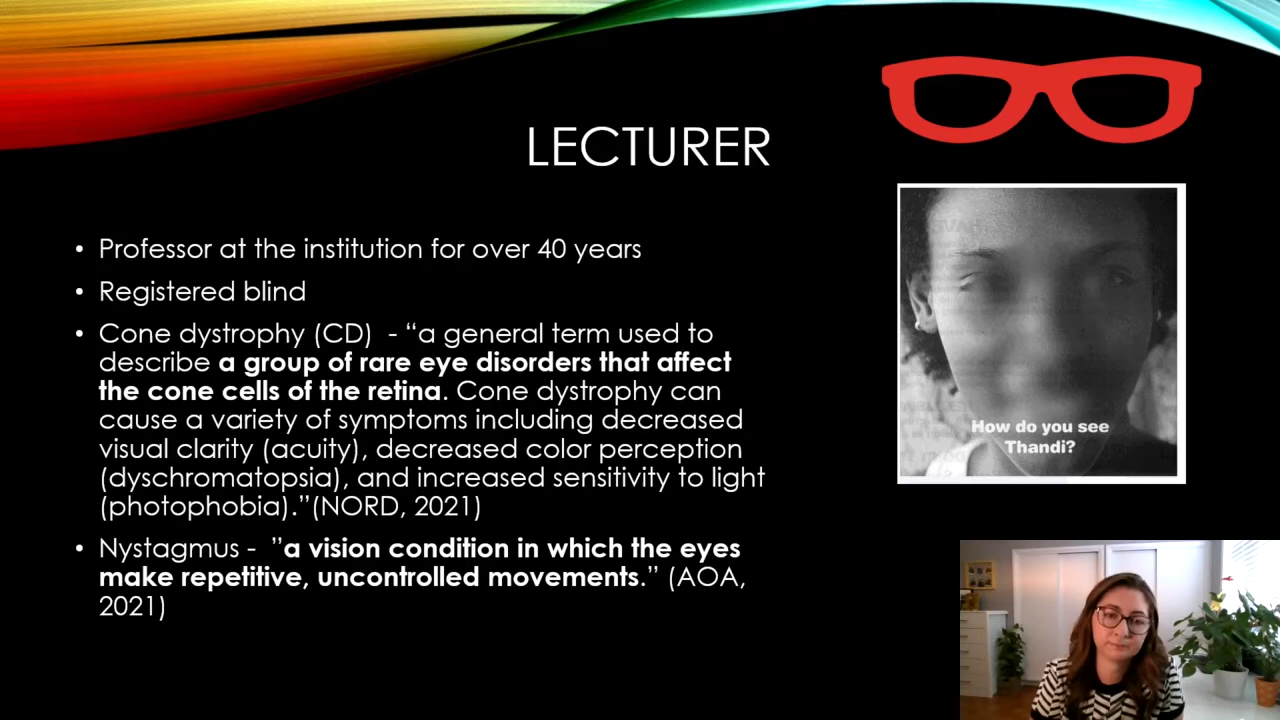 LECTURER
• Professor at the institution for over 40 years
• Registered blind
• Cone dystrophy (CD)  - “a general term used to
describe a group of rare eye disorders that affect
the cone cells of the retina. Cone dystrophy can
cause a variety of symptoms including decreased
visual clarity (acuity), decreased color perception
(dyschromatopsia), and increased sensitivity to light
(photophobia).”(NORD, 2021)
• Nystagmus -  ”a vision condition in which the eyes
make repetitive, uncontrolled movements.” (AOA,
2021)
How do you see
Thandi?